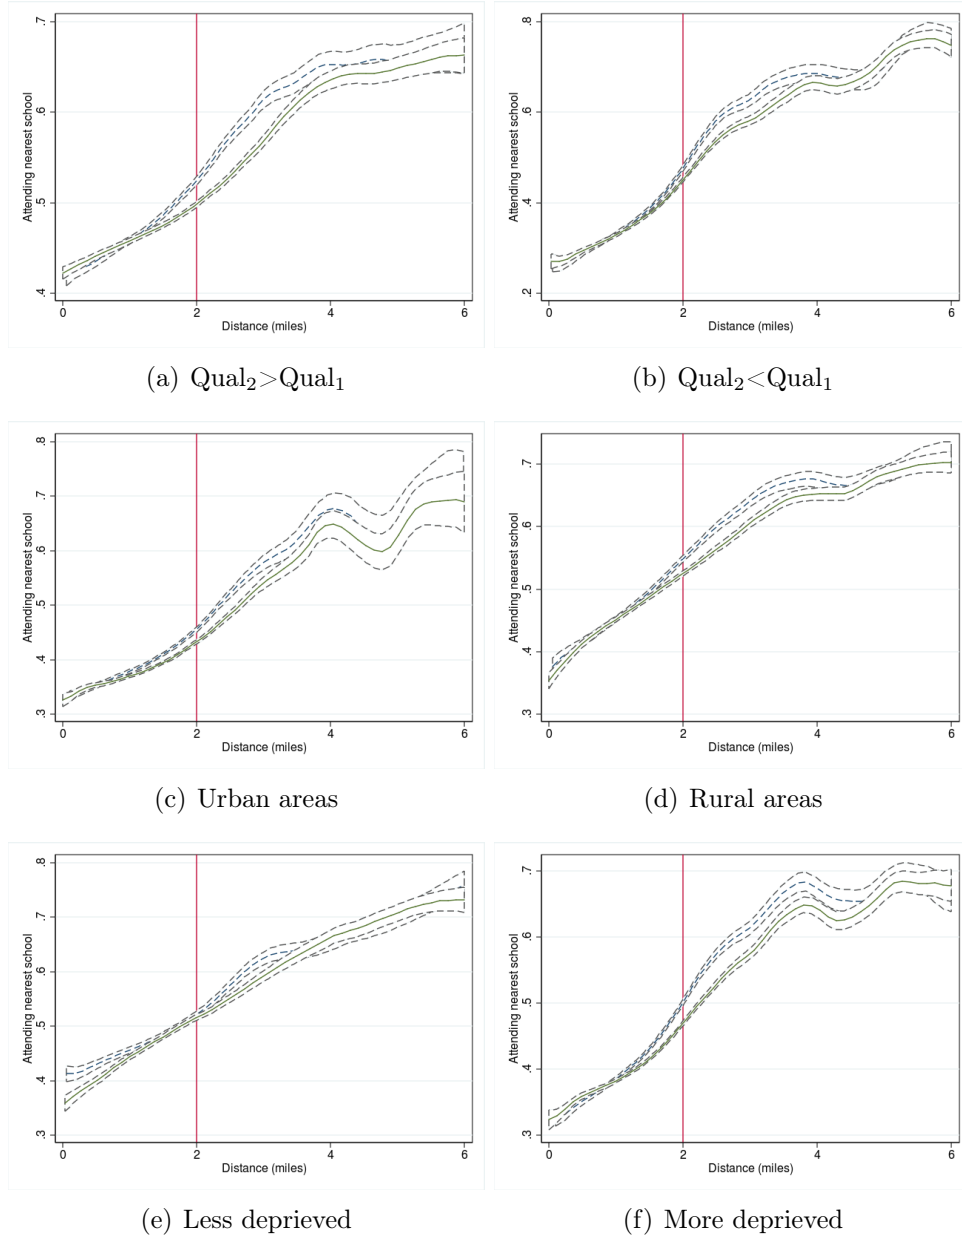 .7
.6
.5
.4
Attending nearest school
0 2 4 6
Distance (miles)
(a) Qual₂>Qual₁
.8
.6
.4
.2
Attending nearest school
0 2 4 6
Distance (miles)
(b) Qual₂<Qual₁
.8
.7
.6
.5
.4
.3
Attending nearest school
0 2 4 6
Distance (miles)
(c) Urban areas
.7
.6
.5
.4
.3
Attending nearest school
0 2 4 6
Distance (miles)
(d) Rural areas
.8
.7
.6
.5
.4
.3
Attending nearest school
0 2 4 6
Distance (miles)
(e) Less deprieved
.7
.6
.5
.4
.3
Attending nearest school
0 2 4 6
Distance (miles)
(f) More deprieved